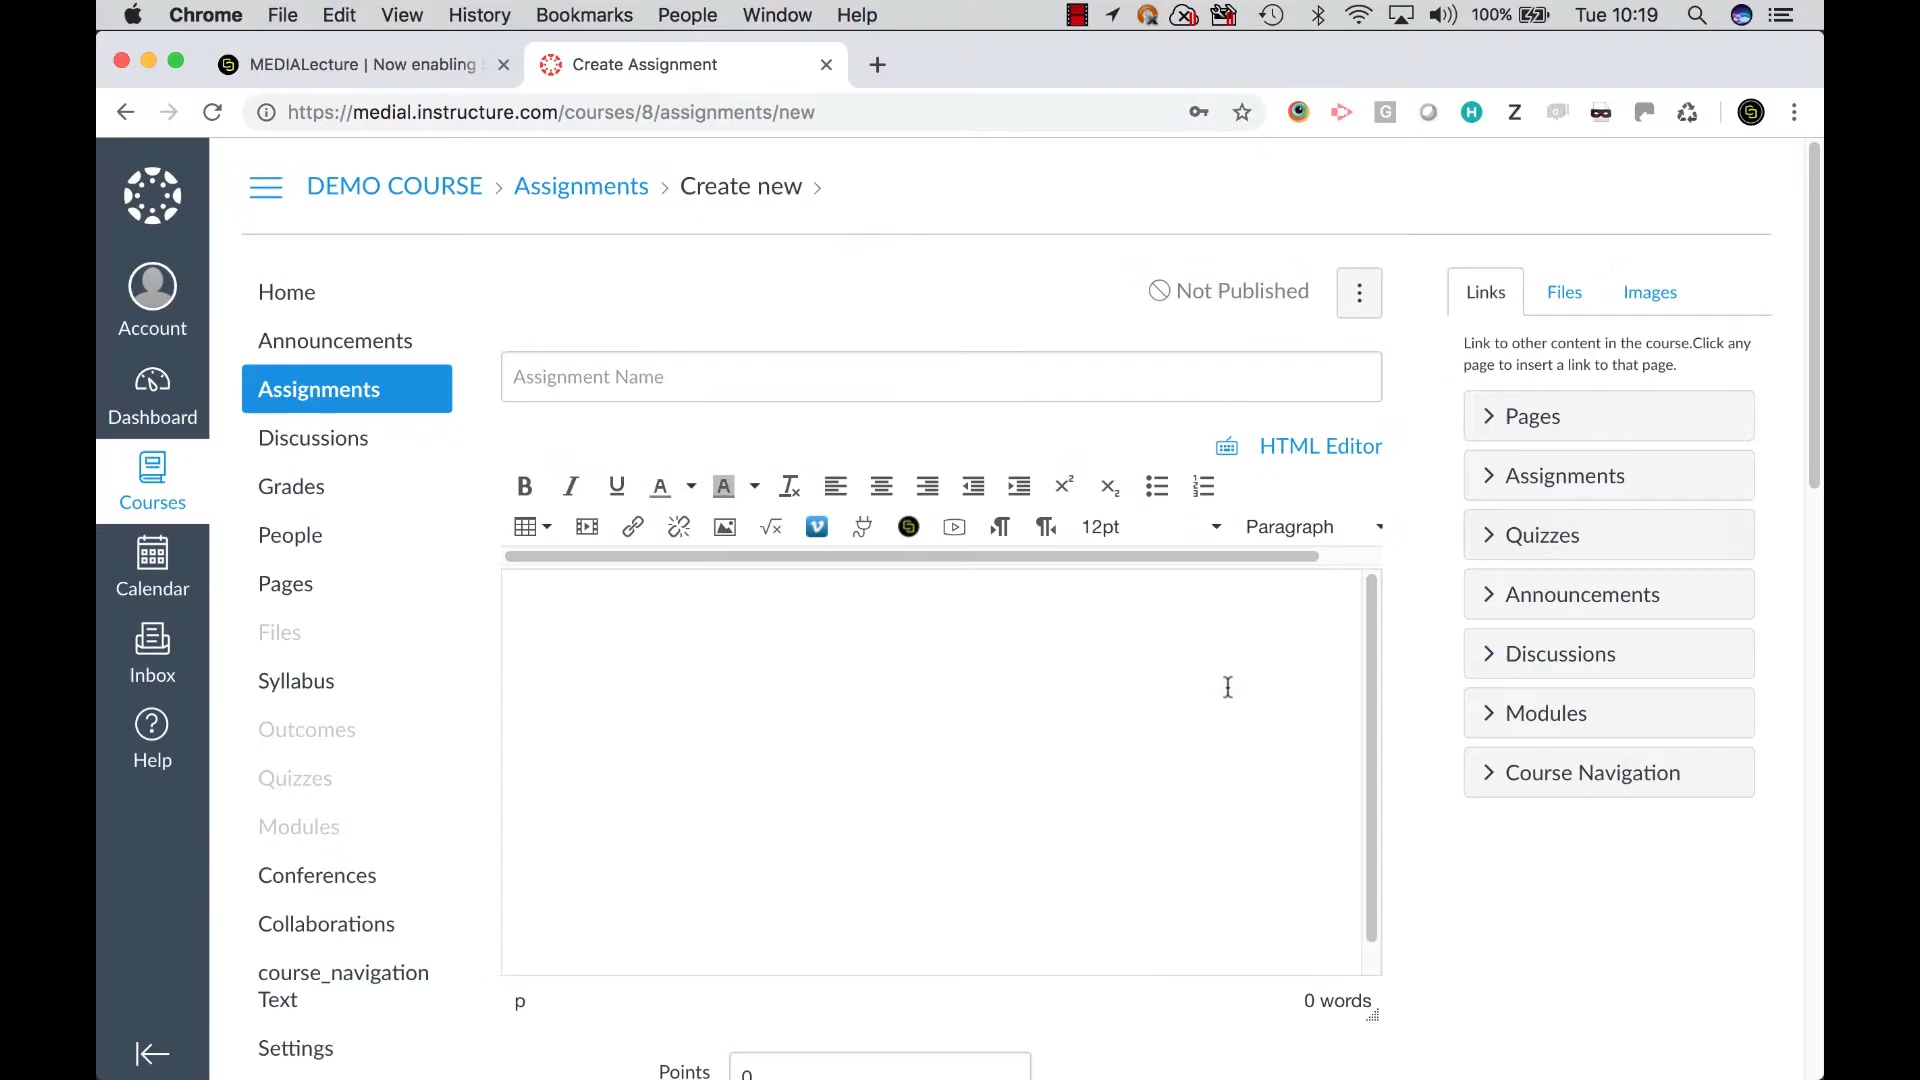 Chrome File Edit View History Bookmarks People Window Help 100% Tue 10:19
MEDIALecture | Now enabling
Create Assignment
https://medial.instructure.com/courses/8/assignments/new
DEMO COURSE > Assignments > Create new >
Account
Dashboard
Courses
Calendar
Inbox
Help
Home
Announcements
Assignments
Discussions
Grades
People
Pages
Files
Syllabus
Outcomes
Quizzes
Modules
Conferences
Collaborations
course_navigation
Text
Settings
Not Published
Assignment Name
HTML Editor
12pt Paragraph
p
0 words
Points 0
Links Files Images
Link to other content in the course.Click any
page to insert a link to that page.
Pages
Assignments
Quizzes
Announcements
Discussions
Modules
Course Navigation